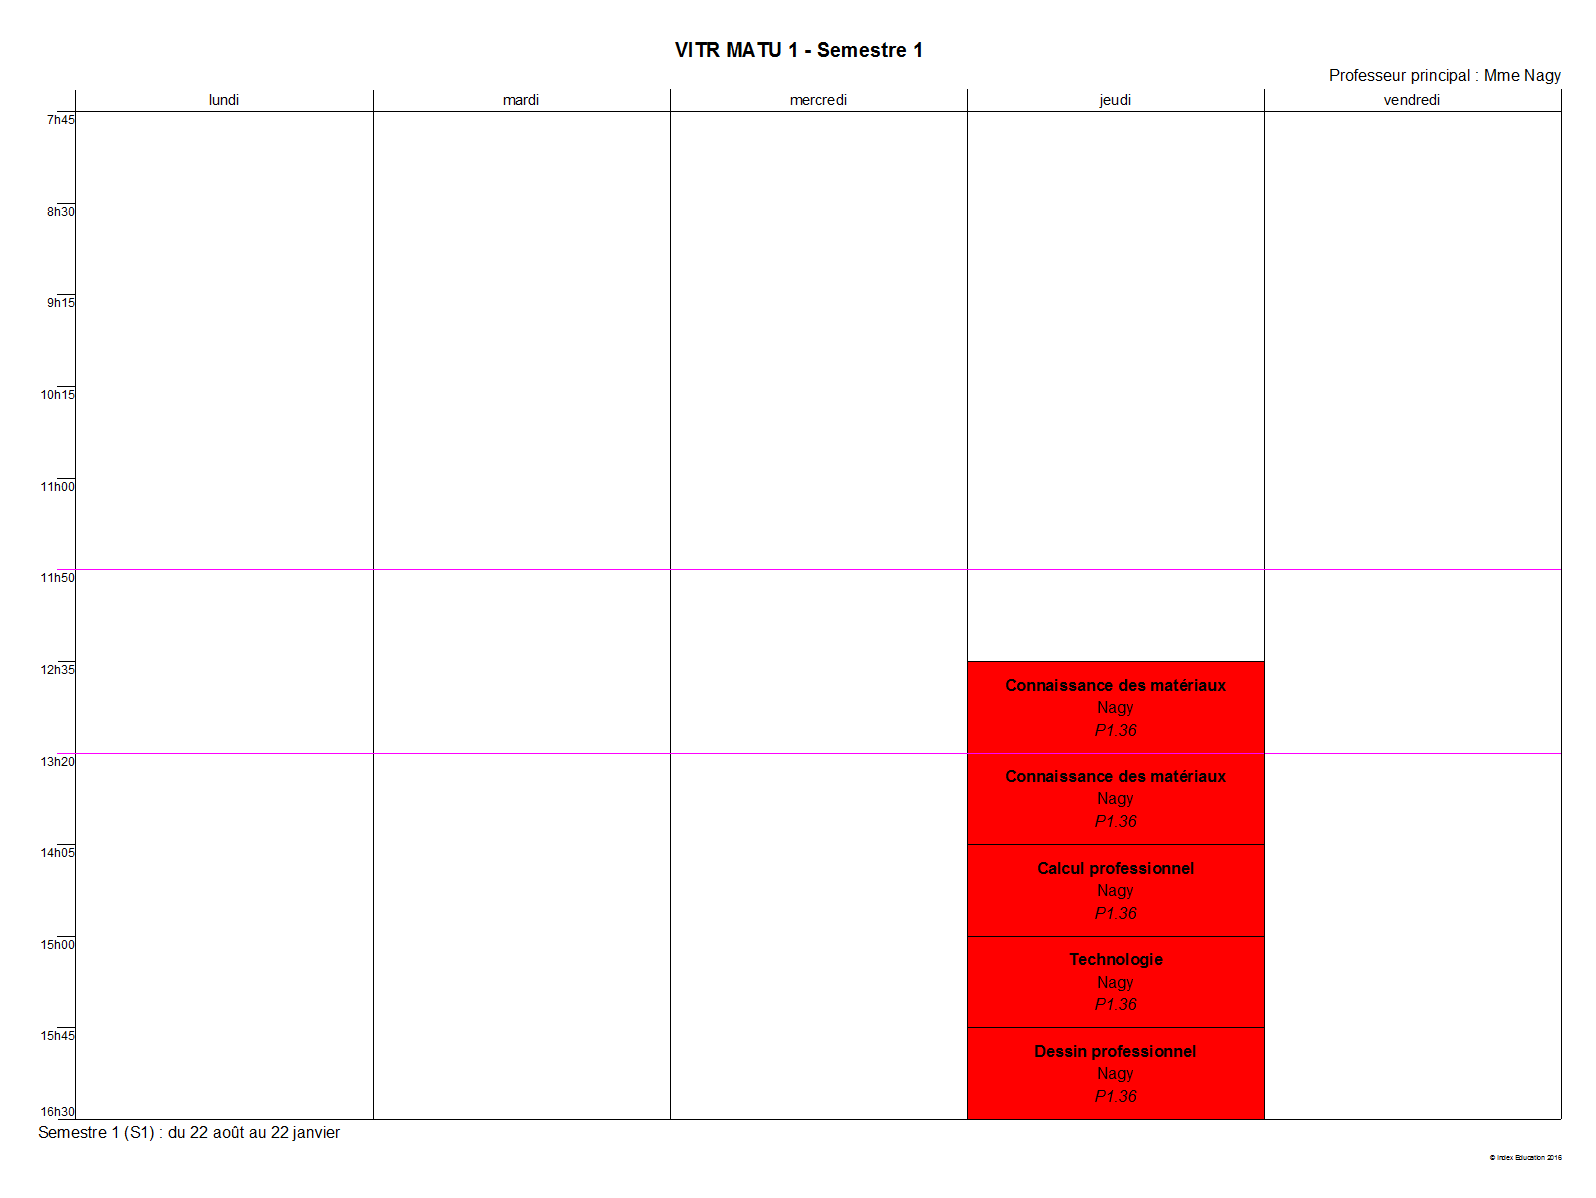 VITR MATU 1 - Semestre 1
Professeur principal : Mme Nagy
lundi mardi mercredi jeudi vendredi
7h45
8h30
9h15
10h15
11h00
11h50
12h35
Connaissance des matériaux
Nagy
P1.36
13h20
Connaissance des matériaux
Nagy
P1.36
14h05
Calcul professionnel
Nagy
P1.36
15h00
Technologie
Nagy
P1.36
15h45
Dessin professionnel
Nagy
P1.36
16h30
Semestre 1 (S1) : du 22 août au 22 janvier
© Index Education 2016